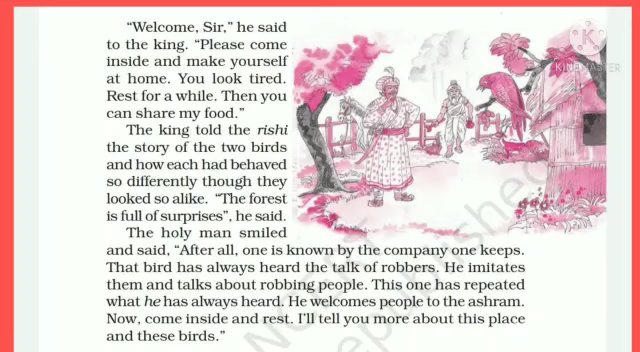 "Welcome, Sir," he said
to the king. "Please come
inside and make yourself
at home. You look tired.
Rest for a while. Then you
can share my food."
The king told the rishi
the story of the two birds
and how each had behaved
so differently though they
looked so alike. "The forest
is full of surprises", he said.
The holy man smiled
and said, "After all, one is known by the company one keeps.
That bird has always heard the talk of robbers. He imitates
them and talks about robbing people. This one has repeated
what he has always heard. He welcomes people to the ashram.
Now, come inside and rest. I'll tell you more about this place
and these birds."
KINEMASTER
NCERT
republished